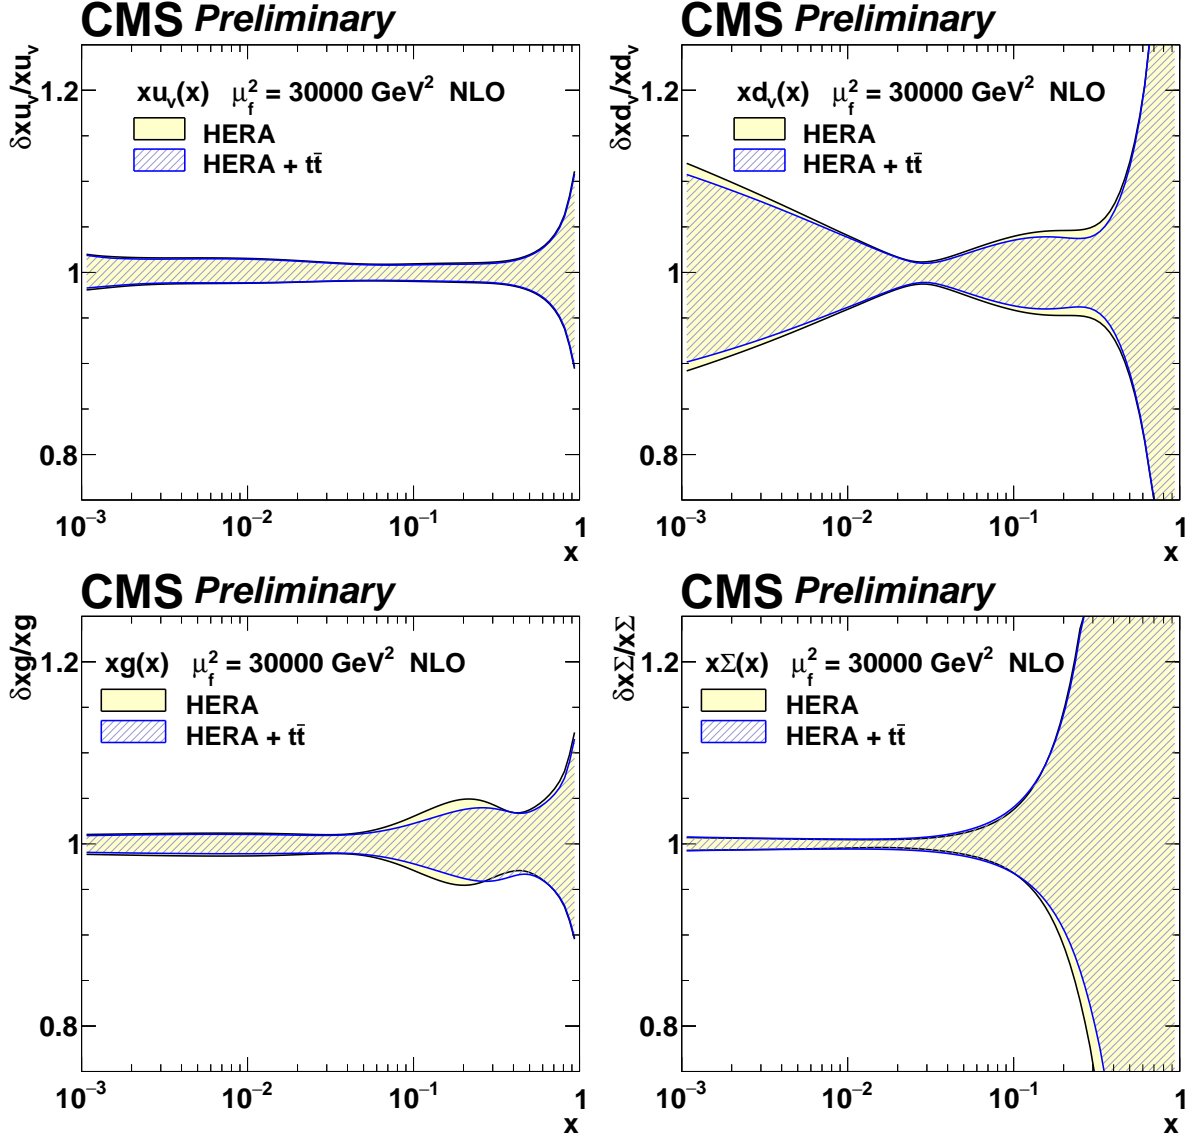 CMS Preliminary
δxu_v/xu_v
1.2
1
0.8
xu_v(x) μ_f^2 = 30000 GeV^2 NLO
HERA
HERA + tt̄
10^−3 10^−2 10^−1 1
x
CMS Preliminary
δxd_v/xd_v
1.2
1
0.8
xd_v(x) μ_f^2 = 30000 GeV^2 NLO
HERA
HERA + tt̄
10^−3 10^−2 10^−1 1
x
CMS Preliminary
δxg/xg
1.2
1
0.8
xg(x) μ_f^2 = 30000 GeV^2 NLO
HERA
HERA + tt̄
10^−3 10^−2 10^−1 1
x
CMS Preliminary
δxΣ/xΣ
1.2
1
0.8
xΣ(x) μ_f^2 = 30000 GeV^2 NLO
HERA
HERA + tt̄
10^−3 10^−2 10^−1 1
x